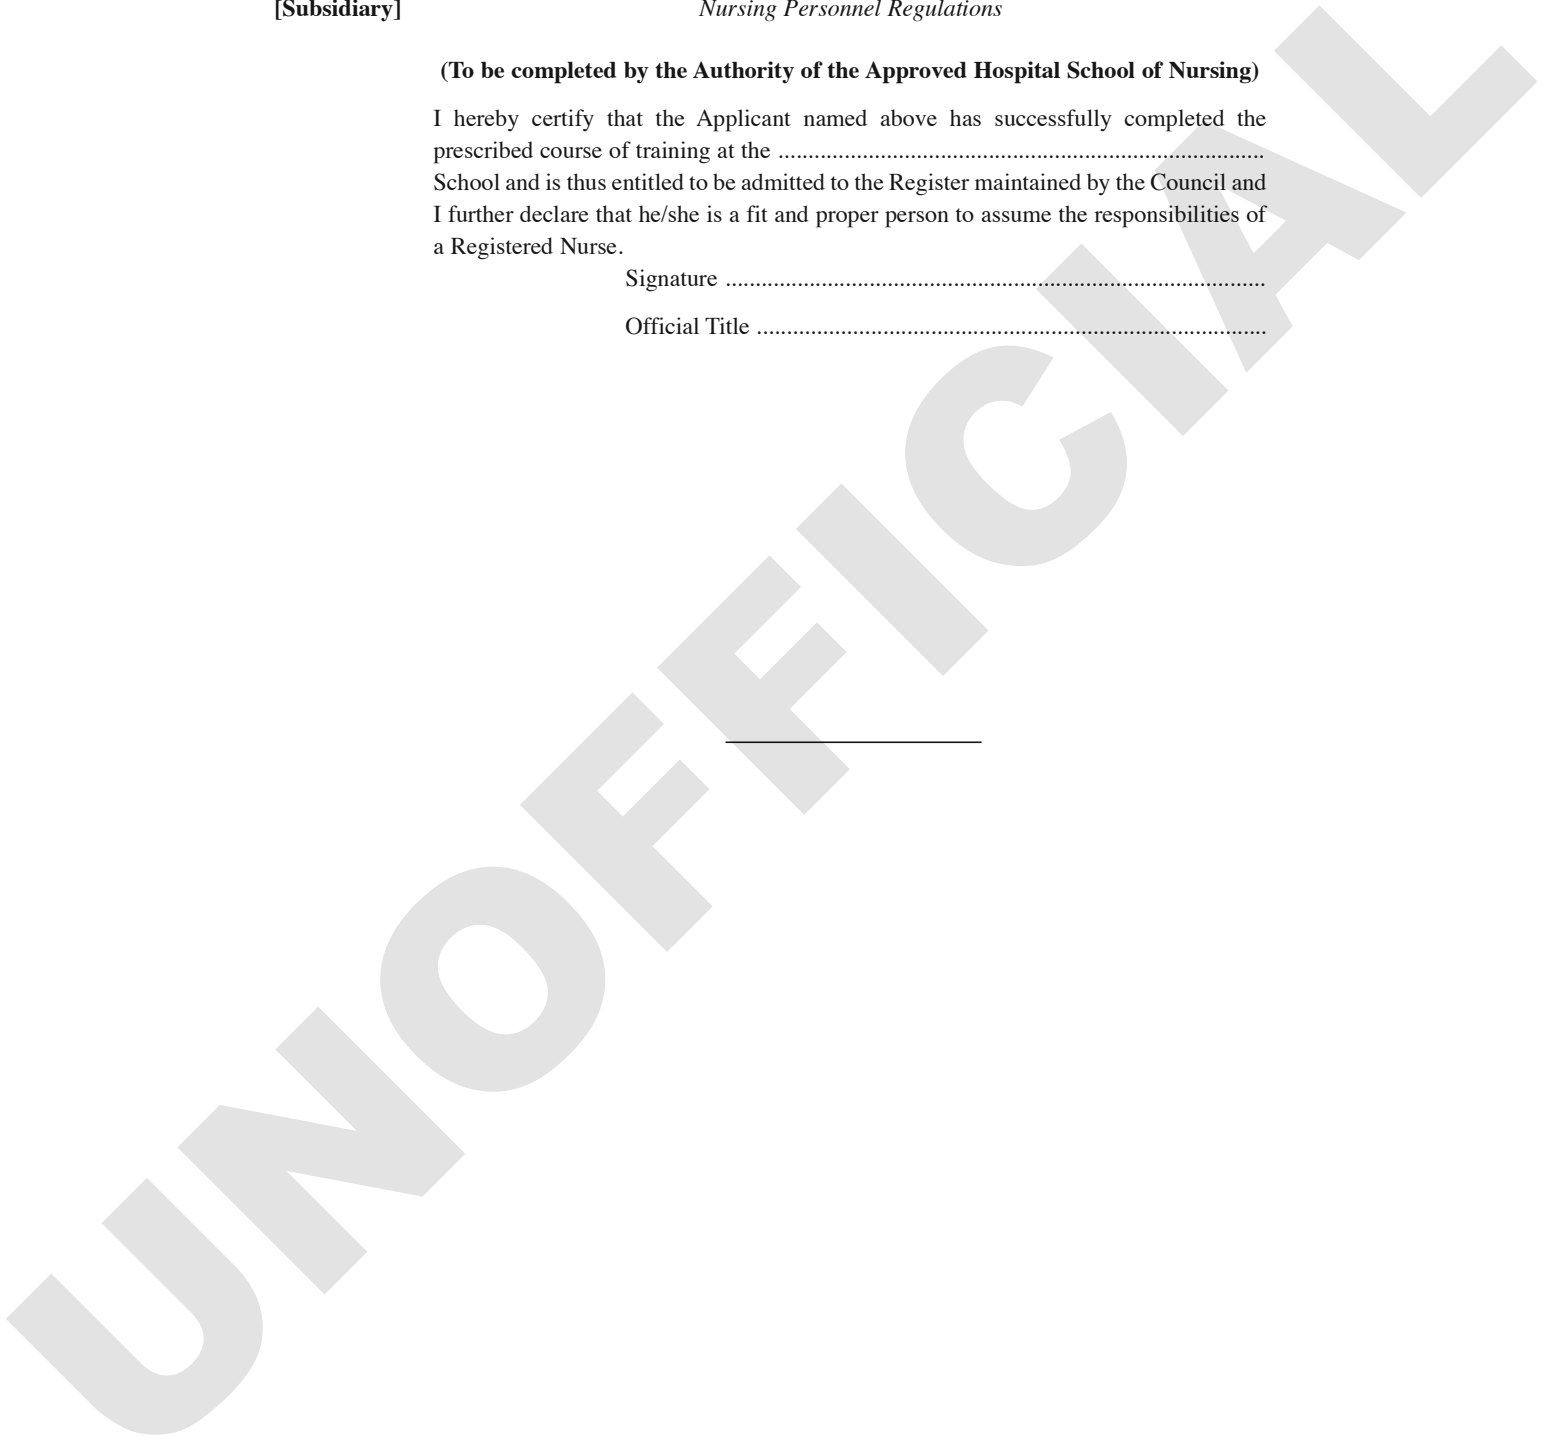 [Subsidiary] Nursing Personnel Regulations
(To be completed by the Authority of the Approved Hospital School of Nursing)
I hereby certify that the Applicant named above has successfully completed the
prescribed course of training at the .................................................................................
School and is thus entitled to be admitted to the Register maintained by the Council and
I further declare that he/she is a fit and proper person to assume the responsibilities of
a Registered Nurse.
Signature ..........................................................................................
Official Title .....................................................................................
UNOFFICIAL